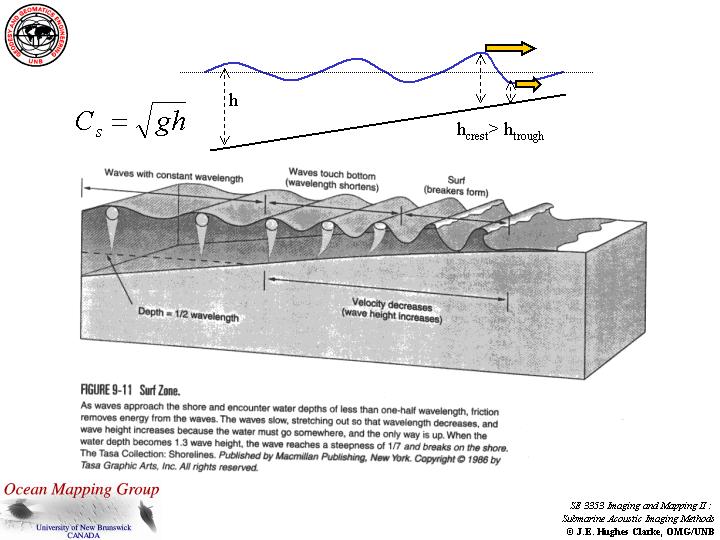 GEODESY AND GEOMATICS ENGINEERING
UNB
h
Cs = √gh
hcrest> htrough
Waves with constant wavelength
Waves touch bottom
(wavelength shortens)
Surf
(breakers form)
Depth = 1/2 wavelength
Velocity decreases
(wave height increases)
FIGURE 9-11 Surf Zone.
As waves approach the shore and encounter water depths of less than one-half wavelength, friction
removes energy from the waves. The waves slow, stretching out so that wavelength decreases, and
wave height increases because the water must go somewhere, and the only way is up. When the
water depth becomes 1.3 wave height, the wave reaches a steepness of 1/7 and breaks on the shore.
The Tasa Collection: Shorelines. Published by Macmillan Publishing, New York. Copyright © 1986 by
Tasa Graphic Arts, Inc. All rights reserved.
Ocean Mapping Group
University of New Brunswick
CANADA
SE 3353 Imaging and Mapping II :
Submarine Acoustic Imaging Methods
© J.E. Hughes Clarke, OMG/UNB